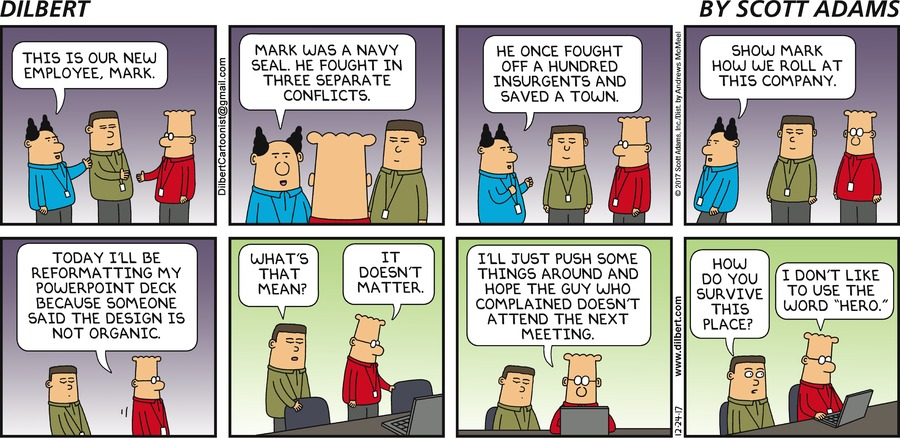 DILBERT
BY SCOTT ADAMS
THIS IS OUR NEW
EMPLOYEE, MARK.
DilbertCartoonist@gmail.com
MARK WAS A NAVY
SEAL. HE FOUGHT IN
THREE SEPARATE
CONFLICTS.
HE ONCE FOUGHT
OFF A HUNDRED
INSURGENTS AND
SAVED A TOWN.
© 2017 Scott Adams, Inc./Dist. by Andrews McMeel
SHOW MARK
HOW WE ROLL AT
THIS COMPANY.
TODAY I'LL BE
REFORMATTING MY
POWERPOINT DECK
BECAUSE SOMEONE
SAID THE DESIGN IS
NOT ORGANIC.
WHAT'S
THAT
MEAN?
IT
DOESN'T
MATTER.
I'LL JUST PUSH SOME
THINGS AROUND AND
HOPE THE GUY WHO
COMPLAINED DOESN'T
ATTEND THE NEXT
MEETING.
12-24-17
www.dilbert.com
HOW
DO YOU
SURVIVE
THIS
PLACE?
I DON'T LIKE
TO USE THE
WORD "HERO."